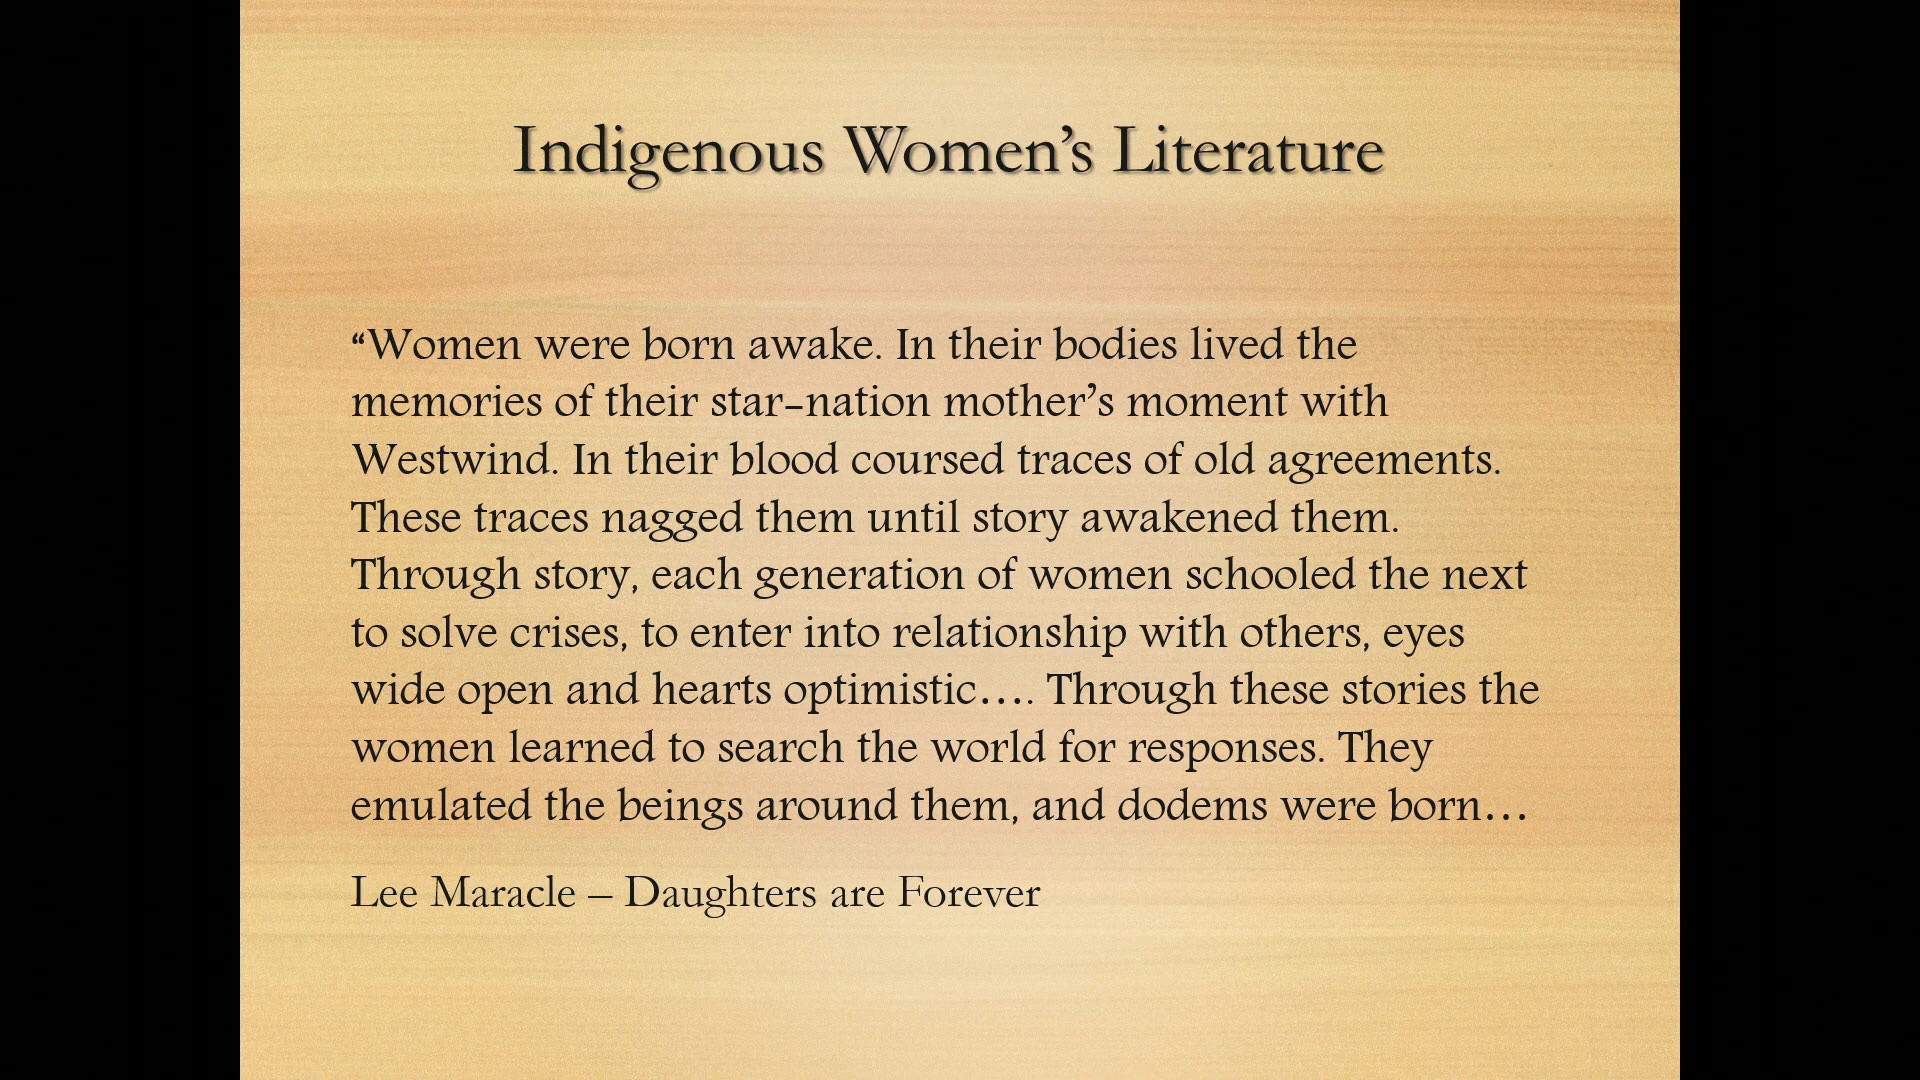 Indigenous Women’s Literature
“Women were born awake. In their bodies lived the
memories of their star–nation mother’s moment with
Westwind. In their blood coursed traces of old agreements.
These traces nagged them until story awakened them.
Through story, each generation of women schooled the next
to solve crises, to enter into relationship with others, eyes
wide open and hearts optimistic…. Through these stories the
women learned to search the world for responses. They
emulated the beings around them, and dodems were born…
Lee Maracle – Daughters are Forever